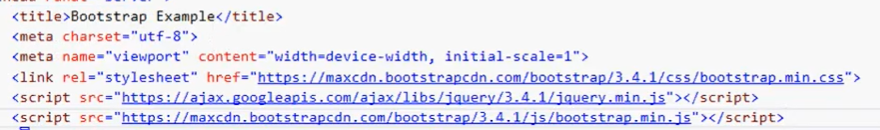 <title>Bootstrap Example</title>
<meta charset="utf-8">
<meta name="viewport" content="width=device-width, initial-scale=1">
<link rel="stylesheet" href="https://maxcdn.bootstrapcdn.com/bootstrap/3.4.1/css/bootstrap.min.css">
<script src="https://ajax.googleapis.com/ajax/libs/jquery/3.4.1/jquery.min.js"></script>
<script src="https://maxcdn.bootstrapcdn.com/bootstrap/3.4.1/js/bootstrap.min.js"></script>